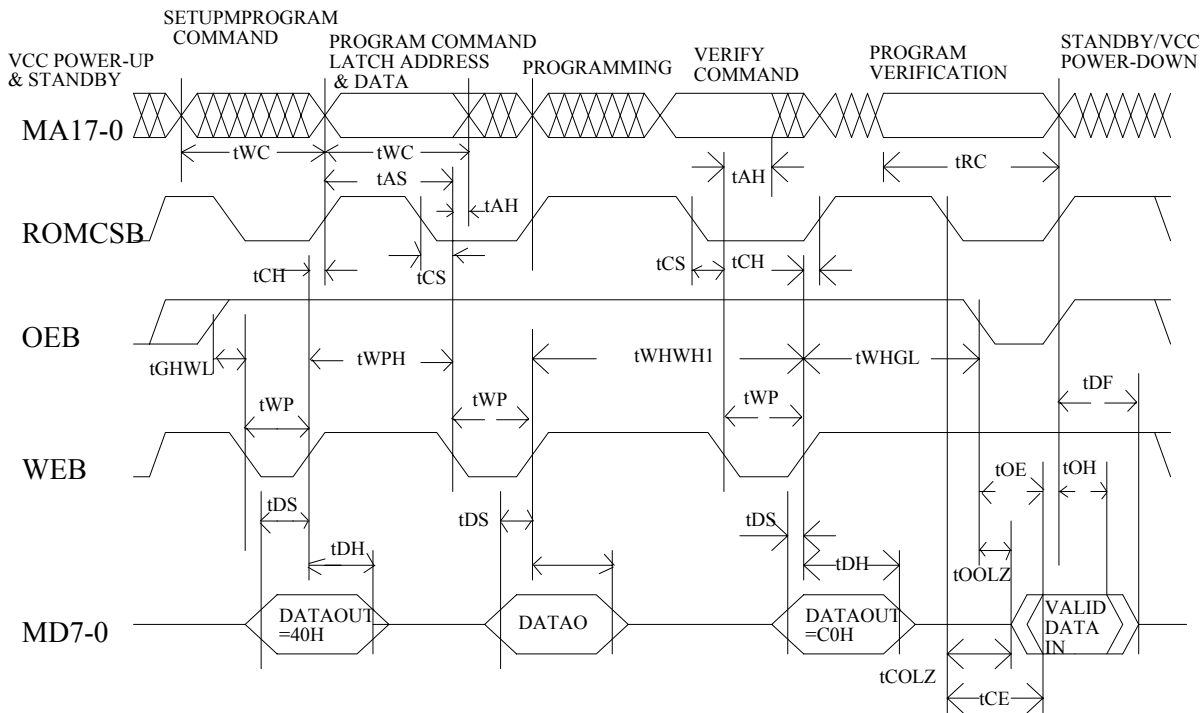 SETUPMPROGRAM
COMMAND
VCC POWER-UP
& STANDBY
PROGRAM COMMAND
LATCH ADDRESS
& DATA
PROGRAMMING
VERIFY
COMMAND
PROGRAM
VERIFICATION
STANDBY/VCC
POWER-DOWN
MA17-0
tWC
tWC
tAS
tAH
tAH
tRC
ROMCSB
tCH
tCS
tCS
tCH
OEB
tGHWL
tWPH
tWHWH1
tWHGL
tWP
tWP
tWP
tDF
WEB
tDS
tDS
tDS
tOE
tOH
tDH
tDH
tOOLZ
MD7-0
DATAOUT
=40H
DATAO
DATAOUT
=C0H
VALID
DATA
IN
tCOLZ
tCE